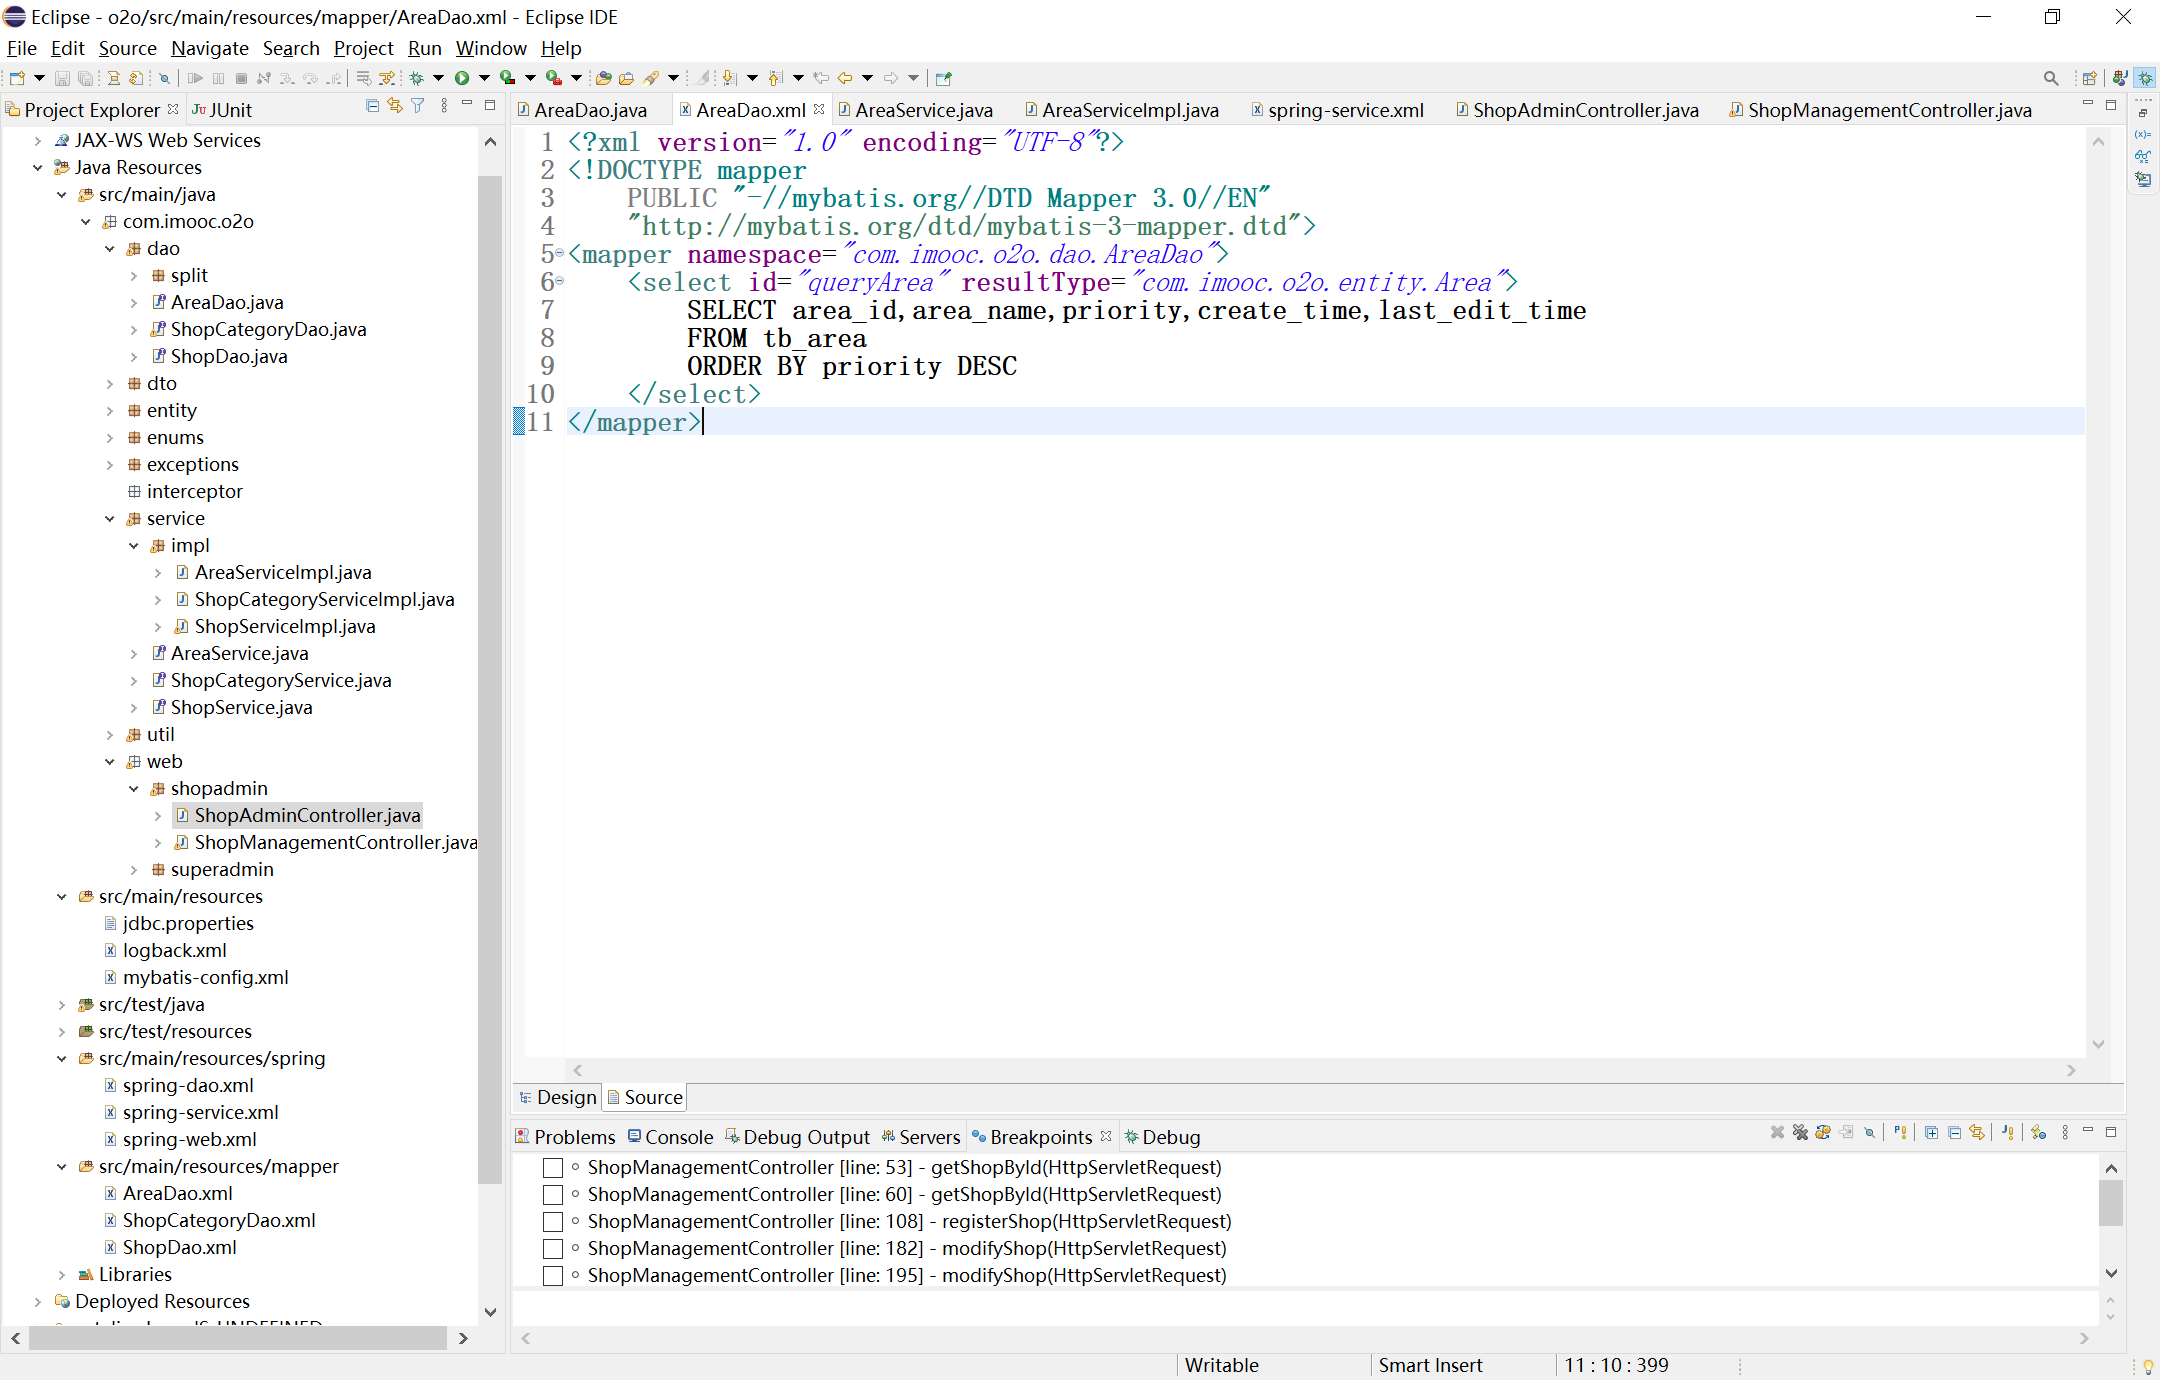 Eclipse - o2o/src/main/resources/mapper/AreaDao.xml - Eclipse IDE
File Edit Source Navigate Search Project Run Window Help
Project Explorer JUnit
JAX-WS Web Services
Java Resources
src/main/java
com.imooc.o2o
dao
split
AreaDao.java
ShopCategoryDao.java
ShopDao.java
dto
entity
enums
exceptions
interceptor
service
impl
AreaServiceImpl.java
ShopCategoryServiceImpl.java
ShopServiceImpl.java
AreaService.java
ShopCategoryService.java
ShopService.java
util
web
shopadmin
ShopAdminController.java
ShopManagementController.java
superadmin
src/main/resources
jdbc.properties
logback.xml
mybatis-config.xml
src/test/java
src/test/resources
src/main/resources/spring
spring-dao.xml
spring-service.xml
spring-web.xml
src/main/resources/mapper
AreaDao.xml
ShopCategoryDao.xml
ShopDao.xml
Libraries
Deployed Resources
AreaDao.java AreaDao.xml AreaService.java AreaServiceImpl.java spring-service.xml ShopAdminController.java ShopManagementController.java
1 <?xml version="1.0" encoding="UTF-8"?>
2 <!DOCTYPE mapper
3 PUBLIC "-//mybatis.org//DTD Mapper 3.0//EN"
4 "http://mybatis.org/dtd/mybatis-3-mapper.dtd">
5 <mapper namespace="com.imooc.o2o.dao.AreaDao">
6 <select id="queryArea" resultType="com.imooc.o2o.entity.Area">
7 SELECT area_id,area_name,priority,create_time,last_edit_time
8 FROM tb_area
9 ORDER BY priority DESC
10 </select>
11 </mapper>
Design Source
Problems Console Debug Output Servers Breakpoints Debug
ShopManagementController [line: 53] - getShopById(HttpServletRequest)
ShopManagementController [line: 60] - getShopById(HttpServletRequest)
ShopManagementController [line: 108] - registerShop(HttpServletRequest)
ShopManagementController [line: 182] - modifyShop(HttpServletRequest)
ShopManagementController [line: 195] - modifyShop(HttpServletRequest)
Writable Smart Insert 11 : 10 : 399